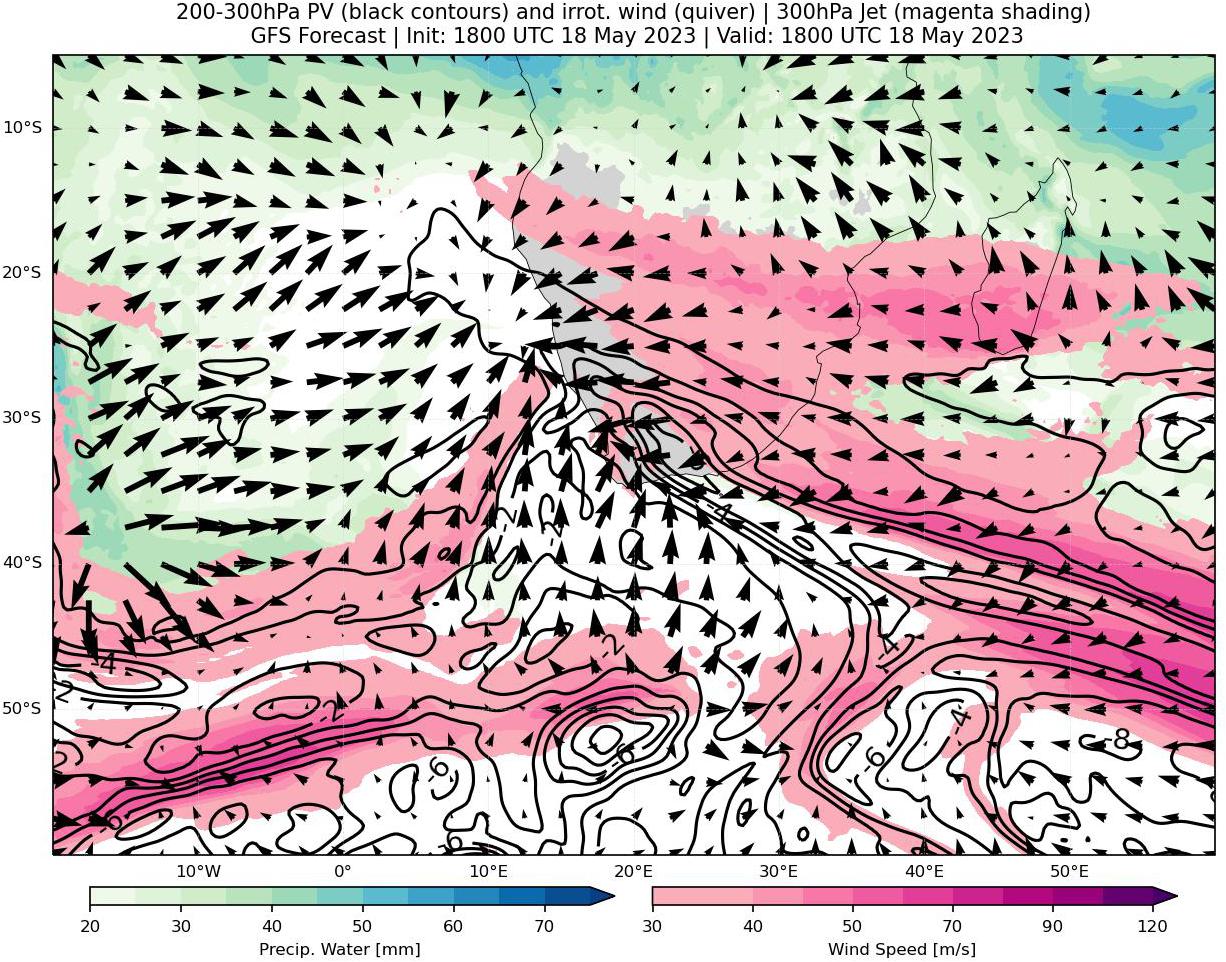 200-300hPa PV (black contours) and irrot. wind (quiver) | 300hPa Jet (magenta shading)
GFS Forecast | Init: 1800 UTC 18 May 2023 | Valid: 1800 UTC 18 May 2023
10°S
20°S
30°S
40°S
50°S
-4
-2
-2
-4
-2
-2
-4
-2
-4
-6
-6
-6
-8
-6
-6
10°W 0° 10°E 20°E 30°E 40°E 50°E
20 30 40 50 60 70
Precip. Water [mm]
30 40 50 70 90 120
Wind Speed [m/s]